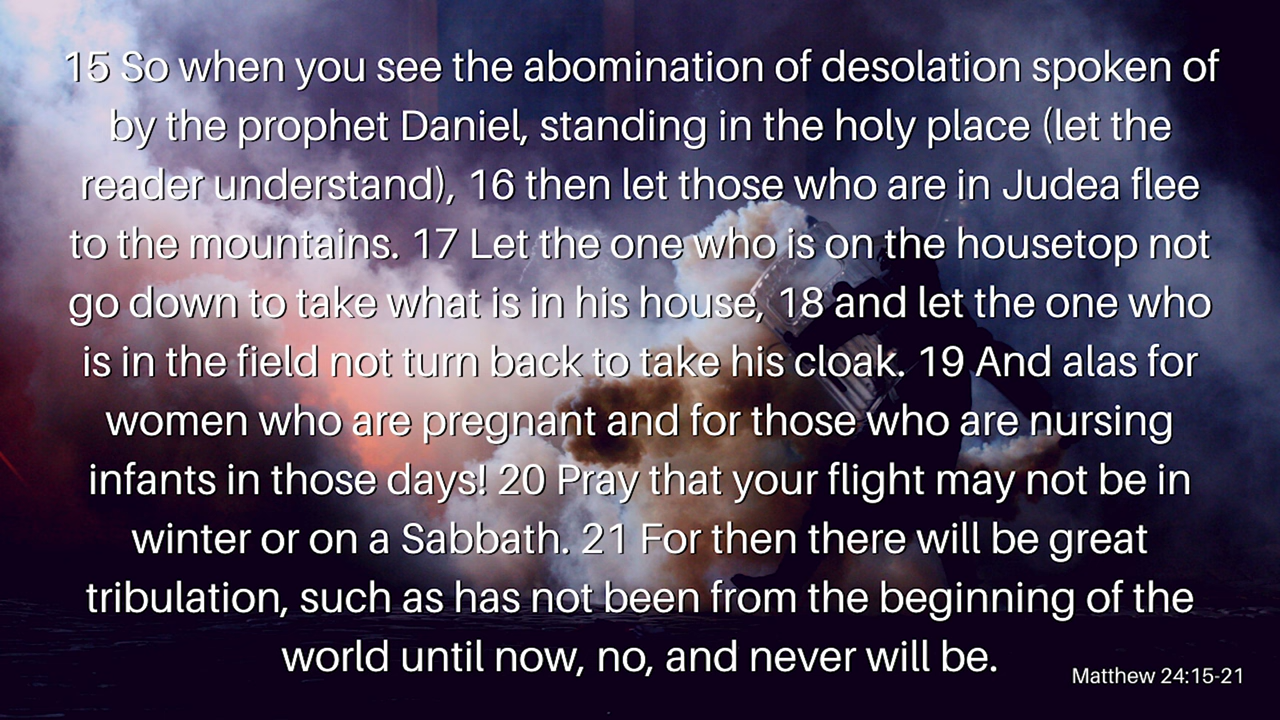 15 So when you see the abomination of desolation spoken of
by the prophet Daniel, standing in the holy place (let the
reader understand), 16 then let those who are in Judea flee
to the mountains. 17 Let the one who is on the housetop not
go down to take what is in his house, 18 and let the one who
is in the field not turn back to take his cloak. 19 And alas for
women who are pregnant and for those who are nursing
infants in those days! 20 Pray that your flight may not be in
winter or on a Sabbath. 21 For then there will be great
tribulation, such as has not been from the beginning of the
world until now, no, and never will be.
Matthew 24:15-21